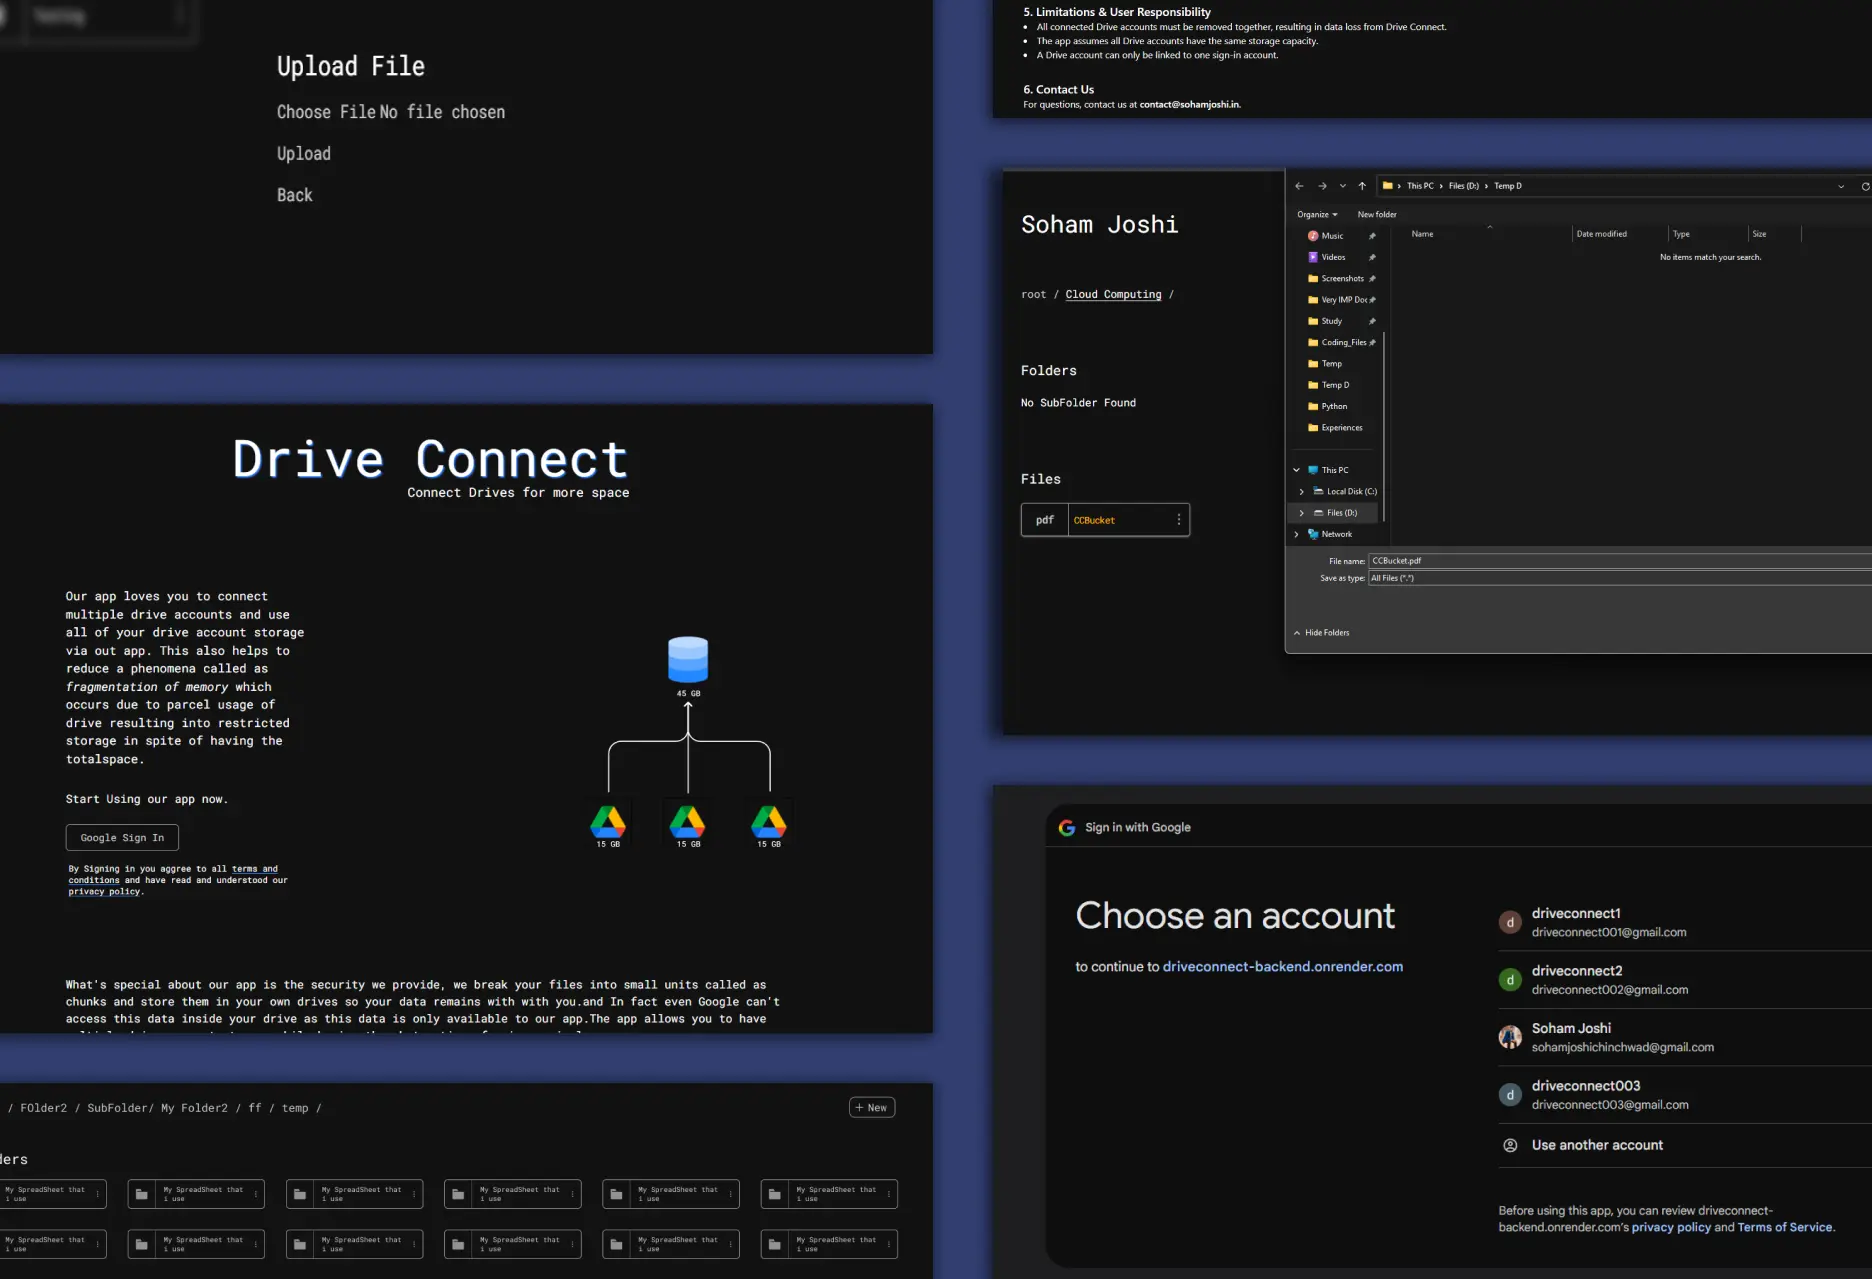 Testing
Upload File
Choose File No file chosen
Upload
Back
Drive Connect
Connect Drives for more space
Our app loves you to connect
multiple drive accounts and use
all of your drive account storage
via out app. This also helps to
reduce a phenomena called as
fragmentation of memory which
occurs due to parcel usage of
drive resulting into restricted
storage in spite of having the
totalspace.
Start Using our app now.
Google Sign In
By Signing in you aggree to all terms and
conditions and have read and understood our
privacy policy.
45 GB
15 GB
15 GB
15 GB
What's special about our app is the security we provide, we break your files into small units called as
chunks and store them in your own drives so your data remains with with you.and In fact even Google can't
access this data inside your drive as this data is only available to our app.The app allows you to have
/ FOlder2 / SubFolder/ My Folder2 / ff / temp /
+ New
ders
My SpreadSheet that
i use
My SpreadSheet that
i use
My SpreadSheet that
i use
My SpreadSheet that
i use
My SpreadSheet that
i use
My SpreadSheet that
i use
My SpreadSheet that
i use
My SpreadSheet that
i use
My SpreadSheet that
i use
My SpreadSheet that
i use
My SpreadSheet that
i use
My SpreadSheet that
i use
5. Limitations & User Responsibility
• All connected Drive accounts must be removed together, resulting in data loss from Drive Connect.
• The app assumes all Drive accounts have the same storage capacity.
• A Drive account can only be linked to one sign-in account.
6. Contact Us
For questions, contact us at contact@sohamjoshi.in.
Soham Joshi
root / Cloud Computing /
Folders
No SubFolder Found
Files
pdf CCBucket
This PC › Files (D:) › Temp D
Organize New folder
Name Date modified Type Size
No items match your search.
Music
Videos
Screenshots
Very IMP Doc
Study
Coding_Files
Temp
Temp D
Python
Experiences
This PC
Local Disk (C:)
Files (D:)
Network
File name: CCBucket.pdf
Save as type: All Files (*.*)
Hide Folders
Sign in with Google
Choose an account
to continue to driveconnect-backend.onrender.com
d driveconnect1
driveconnect001@gmail.com
d driveconnect2
driveconnect002@gmail.com
Soham Joshi
sohamjoshichinchwad@gmail.com
d driveconnect003
driveconnect003@gmail.com
Use another account
Before using this app, you can review driveconnect-
backend.onrender.com's privacy policy and Terms of Service.